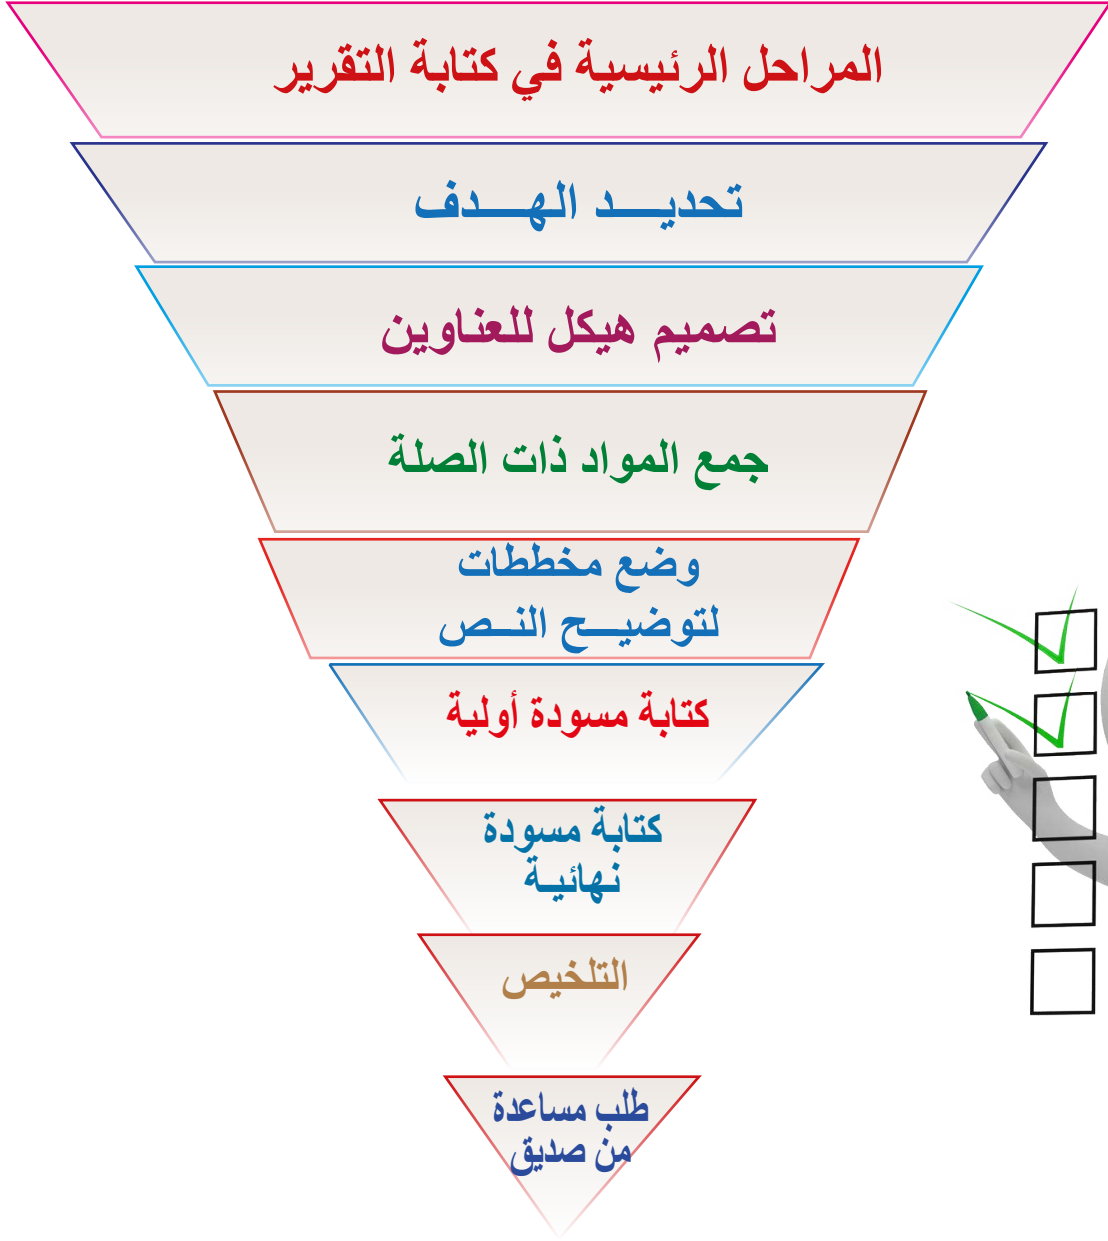 المراحل الرئيسية في كتابة التقرير
تحديـــد الهـــدف
تصميم هيكل للعناوين
جمع المواد ذات الصلة
وضع مخططات
لتوضيـــح النــص
كتابة مسودة أولية
كتابة مسودة
نهائيـة
التلخيص
طلب مساعدة
من صديق